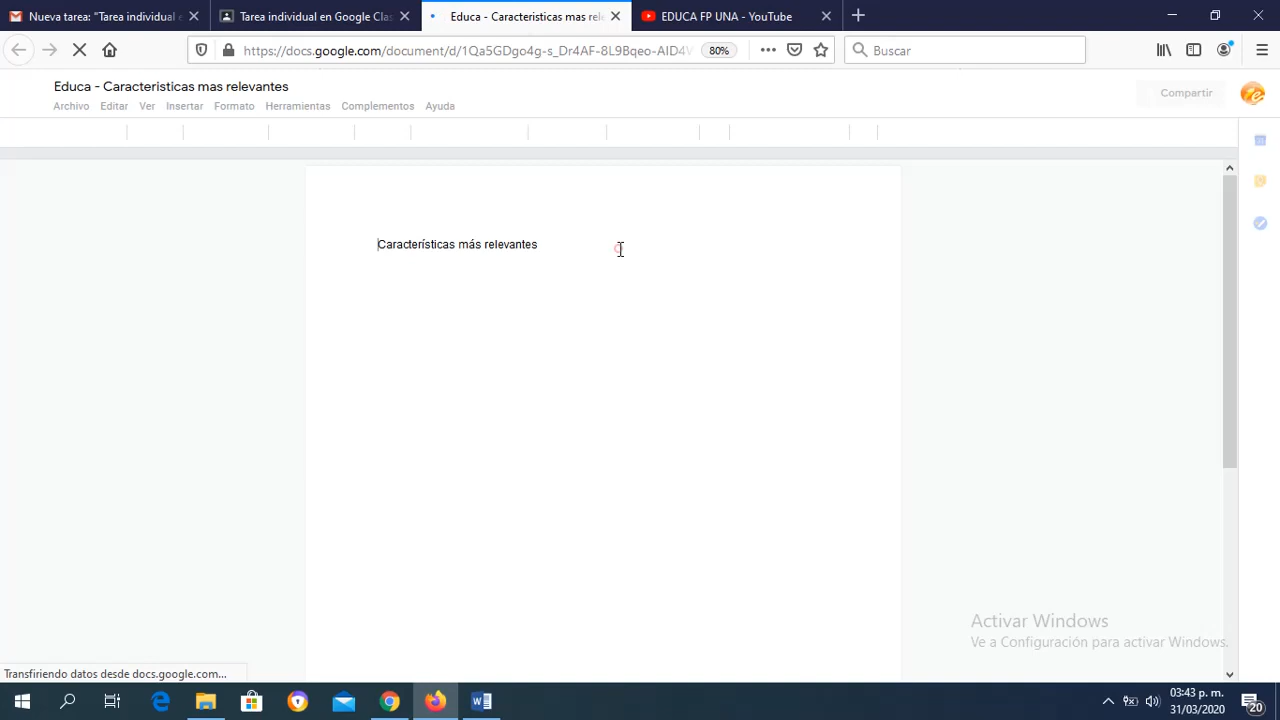 Nueva tarea: "Tarea individual e
Tarea individual en Google Clas
Educa - Caracteristicas mas rele
EDUCA FP UNA - YouTube
https://docs.google.com/document/d/1Qa5GDgo4g-s_Dr4AF-8L9Bqeo-AID4V
80%
Buscar
Educa - Caracteristicas mas relevantes
Archivo Editar Ver Insertar Formato Herramientas Complementos Ayuda
Compartir
Características más relevantes
Activar Windows
Ve a Configuración para activar Windows.
Transfiriendo datos desde docs.google.com...
03:43 p. m.
31/03/2020
20